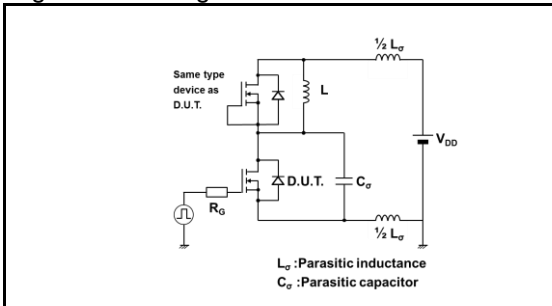 ½ Lσ
Same type
device as
D.U.T.
L
VDD
D.U.T.
Cσ
RG
½ Lσ
Lσ :Parasitic inductance
Cσ :Parasitic capacitor